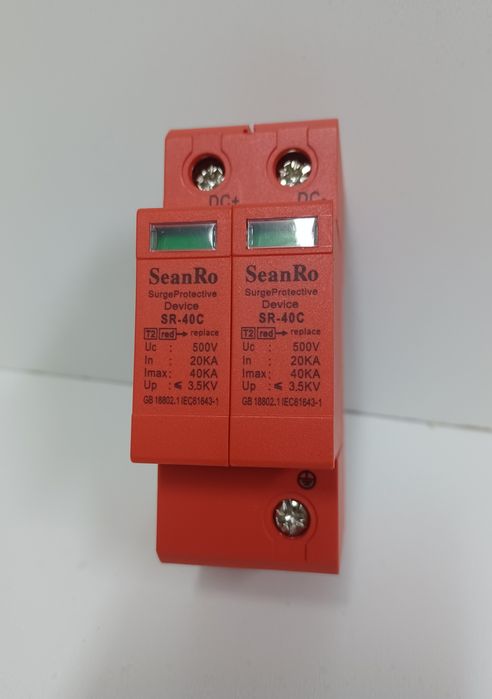 DC+ DC
SeanRo
SurgeProtective
Device
SR-40C
T2 red → replace
Uc : 500V
In : 20KA
Imax: 40KA
Up : ≤ 3.5KV
GB 18802.1 IEC61643-1
SeanRo
SurgeProtective
Device
SR-40C
T2 red → replace
Uc : 500V
In : 20KA
Imax: 40KA
Up : ≤ 3.5KV
GB 18802.1 IEC61643-1